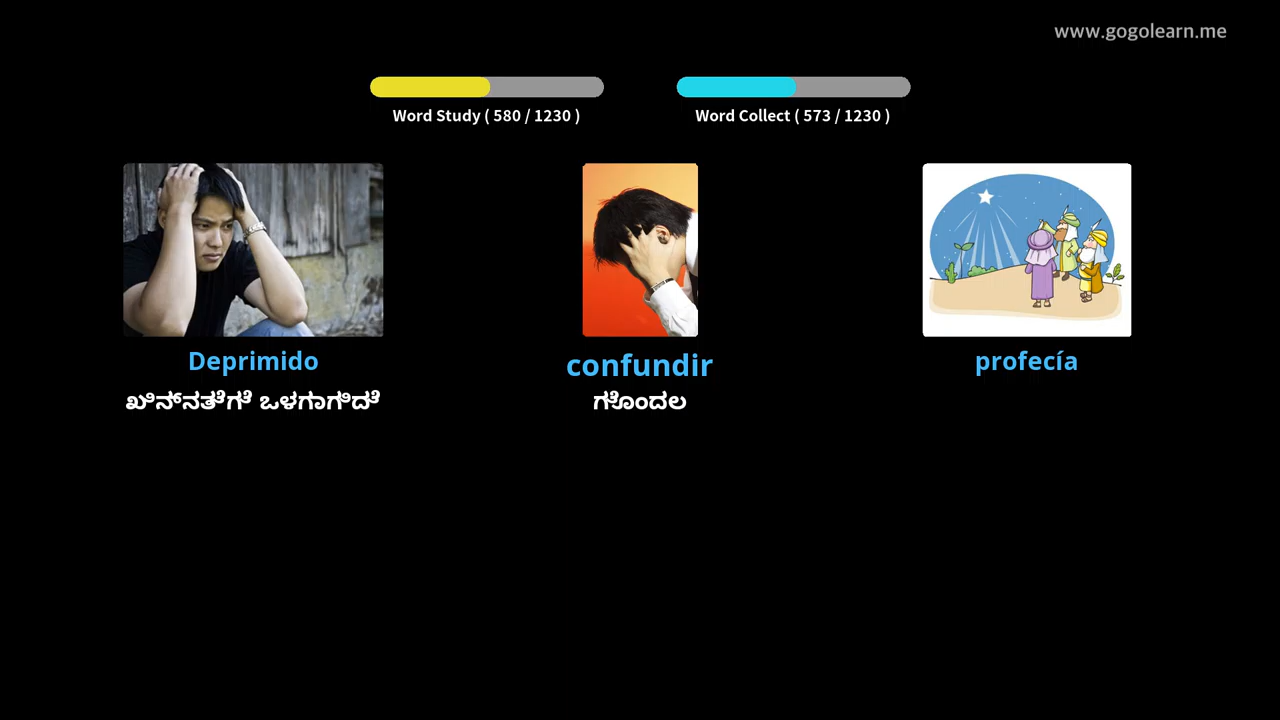 www.gogolearn.me
Word Study ( 580 / 1230 )
Word Collect ( 573 / 1230 )
Deprimido
confundir
profecía
ಖಿನ್ನತೆಗೆ ಒಳಗಾಗಿದೆ
ಗೊಂದಲ